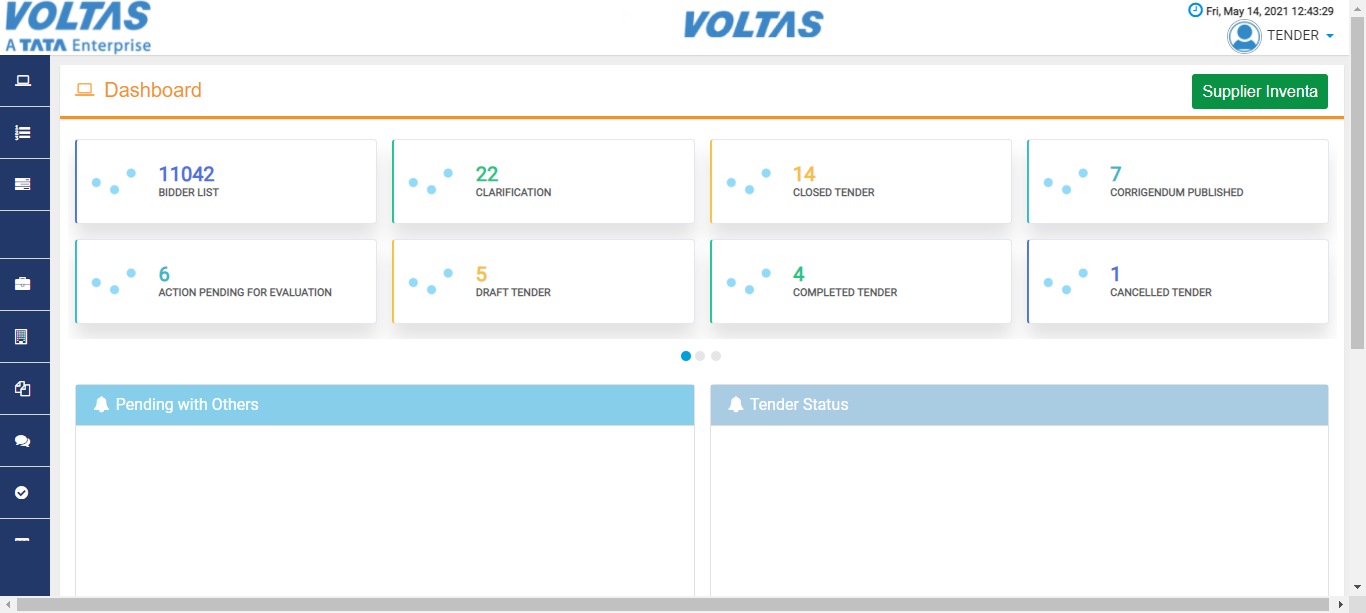 VOLTAS
A TATA Enterprise
VOLTAS
Fri, May 14, 2021 12:43:29
TENDER
Dashboard
Supplier Inventa
11042
BIDDER LIST
22
CLARIFICATION
14
CLOSED TENDER
7
CORRIGENDUM PUBLISHED
6
ACTION PENDING FOR EVALUATION
5
DRAFT TENDER
4
COMPLETED TENDER
1
CANCELLED TENDER
Pending with Others
Tender Status